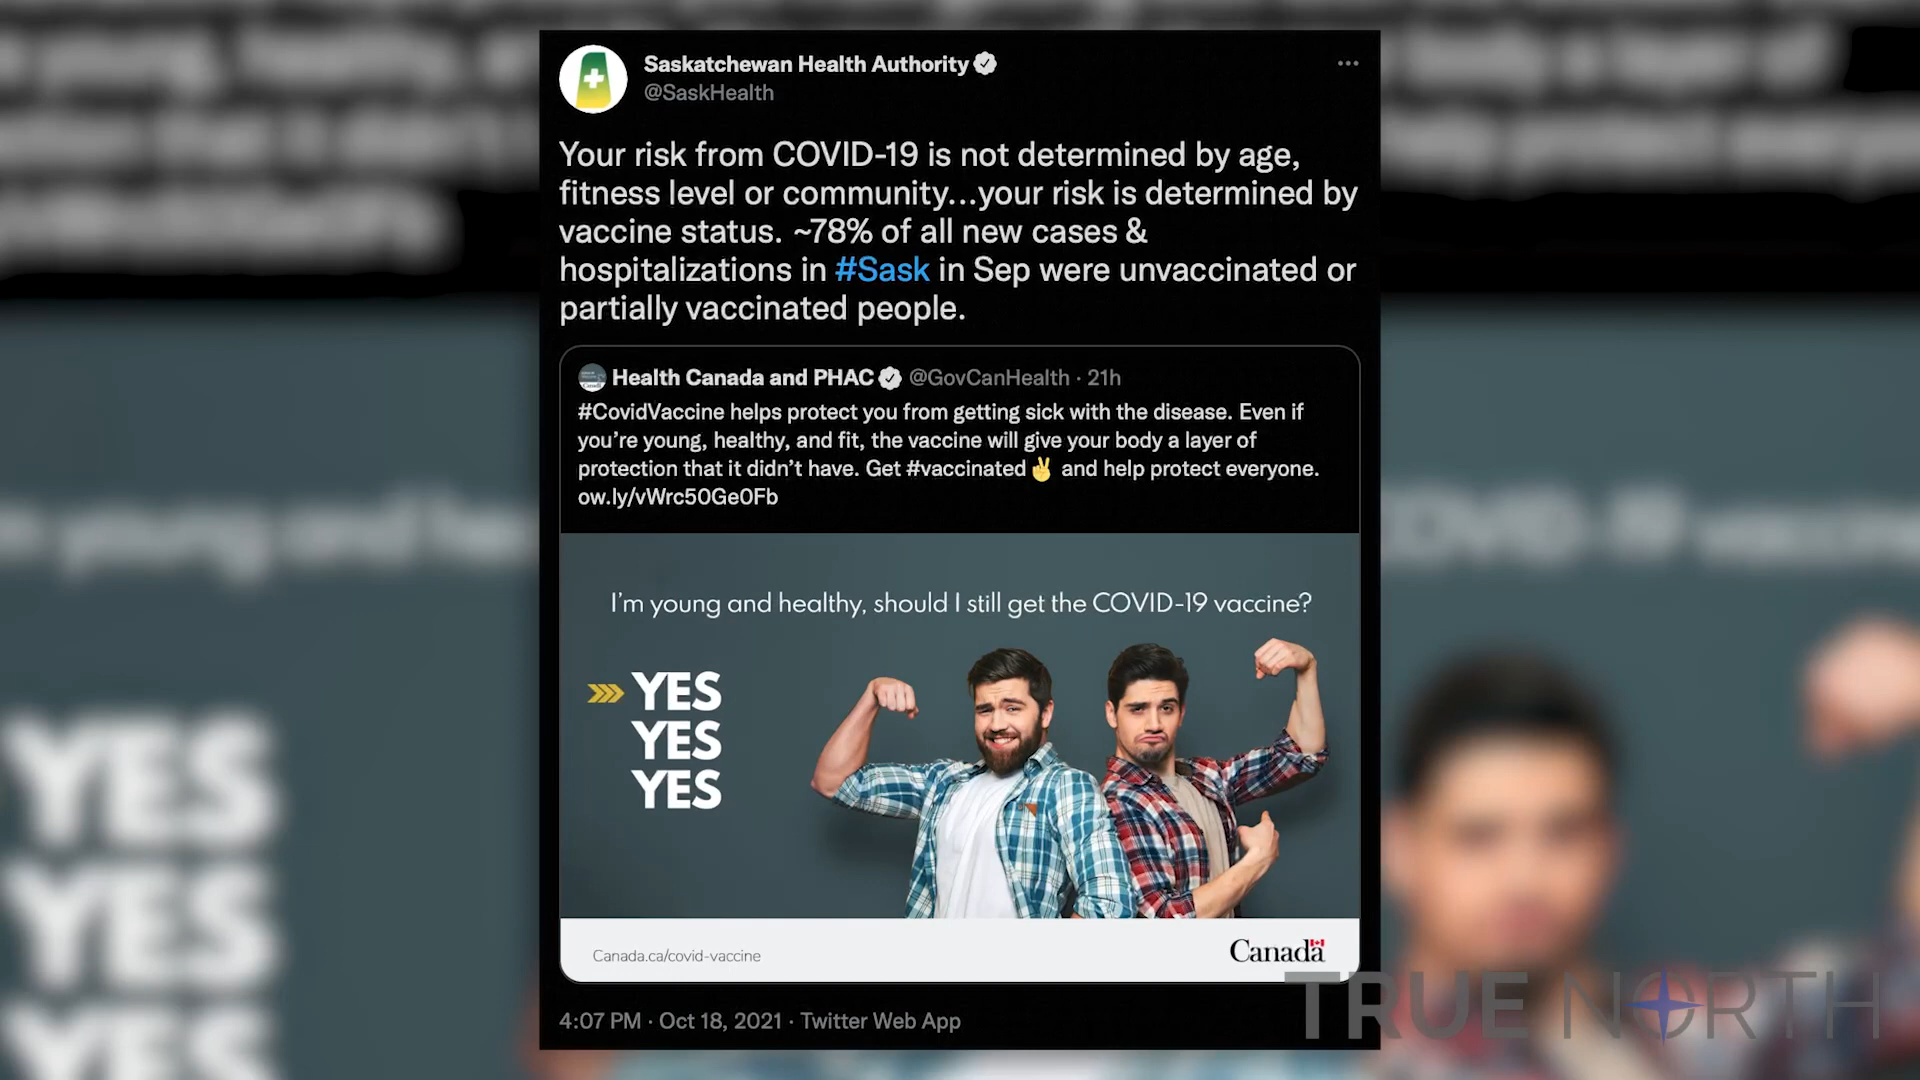 Saskatchewan Health Authority
@SaskHealth
Your risk from COVID-19 is not determined by age,
fitness level or community...your risk is determined by
vaccine status. ~78% of all new cases &
hospitalizations in #Sask in Sep were unvaccinated or
partially vaccinated people.
Health Canada and PHAC @GovCanHealth · 21h
#CovidVaccine helps protect you from getting sick with the disease. Even if
you're young, healthy, and fit, the vaccine will give your body a layer of
protection that it didn't have. Get #vaccinated✌ and help protect everyone.
ow.ly/vWrc50Ge0Fb
I'm young and healthy, should I still get the COVID-19 vaccine?
YES
YES
YES
Canada.ca/covid-vaccine
Canada
4:07 PM · Oct 18, 2021 · Twitter Web App
TRUE NORTH